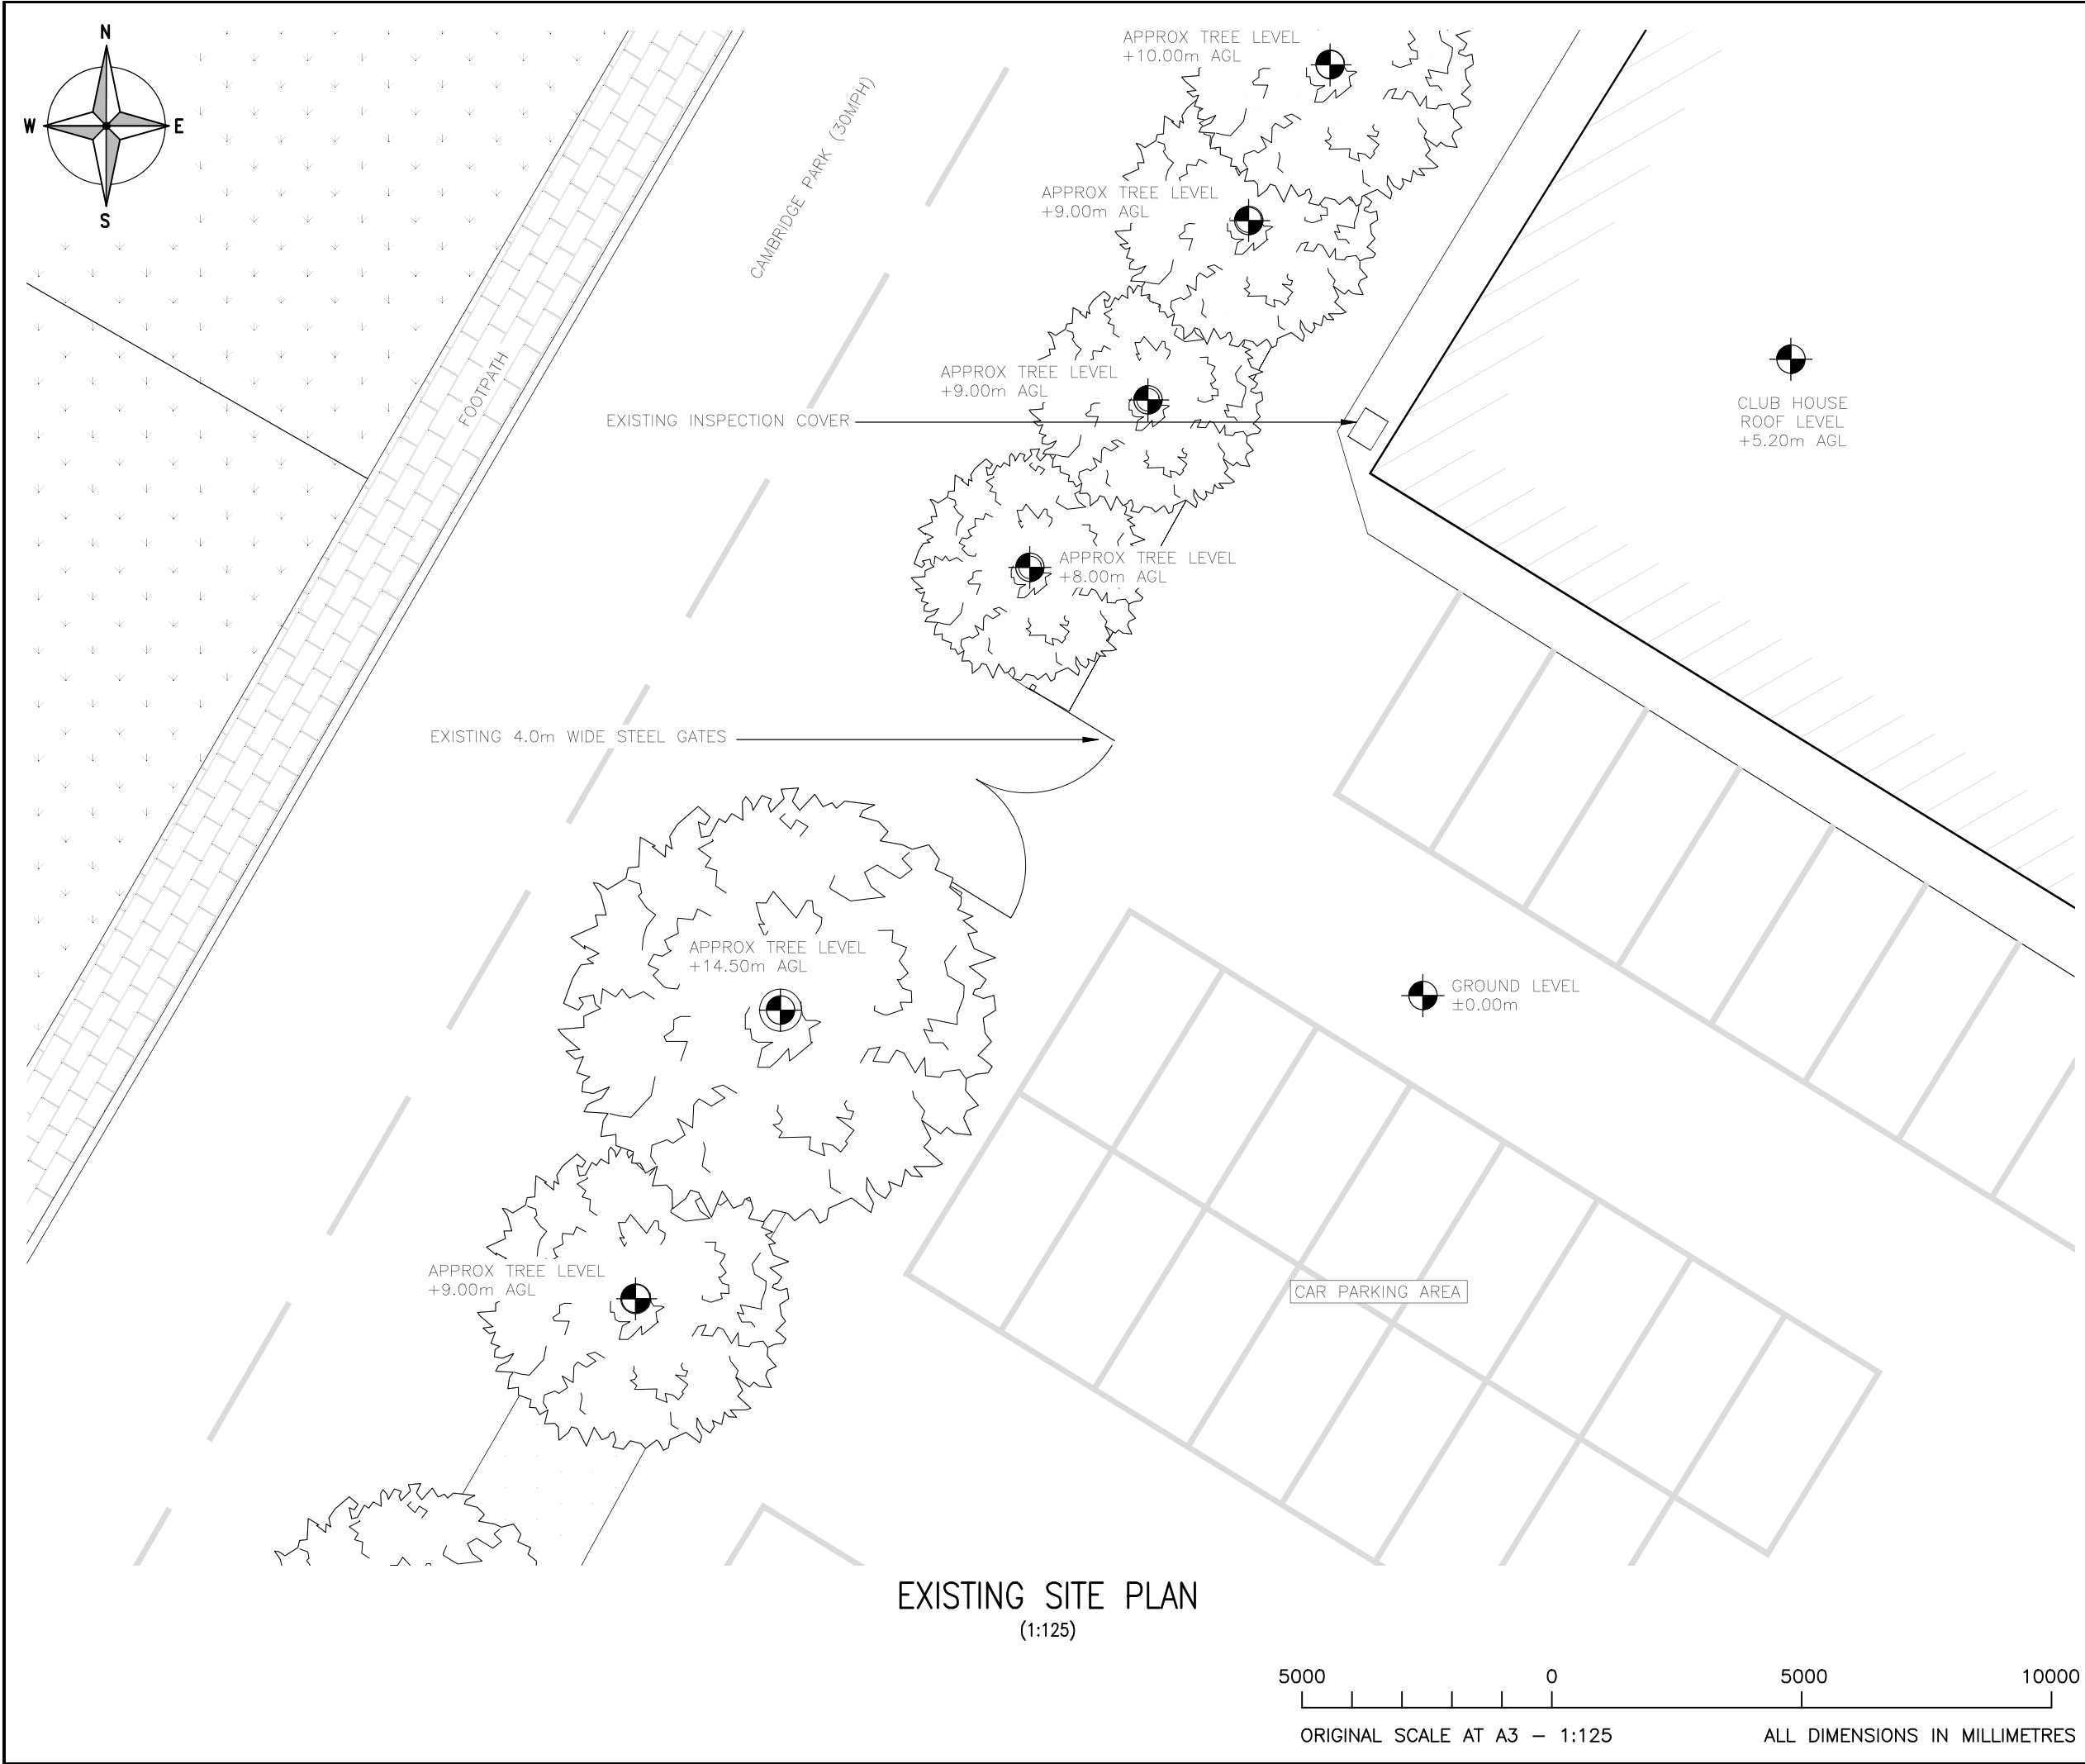 N
W
E
S
APPROX TREE LEVEL
+10.00m AGL
CAMBRIDGE PARK (30MPH)
APPROX TREE LEVEL
+9.00m AGL
FOOTPATH
APPROX TREE LEVEL
+9.00m AGL
EXISTING INSPECTION COVER
CLUB HOUSE
ROOF LEVEL
+5.20m AGL
APPROX TREE LEVEL
+8.00m AGL
EXISTING 4.0m WIDE STEEL GATES
APPROX TREE LEVEL
+14.50m AGL
GROUND LEVEL
±0.00m
APPROX TREE LEVEL
+9.00m AGL
CAR PARKING AREA
EXISTING SITE PLAN
(1:125)
5000 0 5000 10000
ORIGINAL SCALE AT A3 – 1:125 ALL DIMENSIONS IN MILLIMETRES